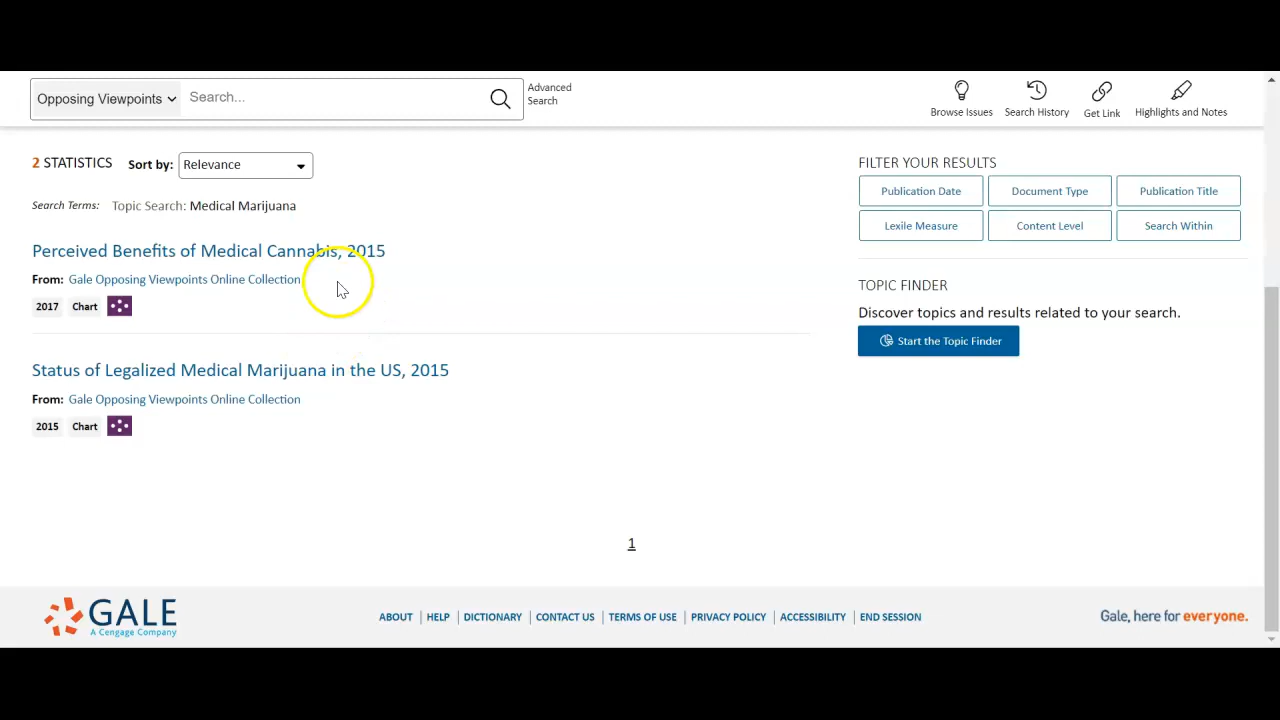 Opposing Viewpoints Search... Advanced
Search
Browse Issues Search History Get Link Highlights and Notes
2 STATISTICS Sort by: Relevance
Search Terms: Topic Search: Medical Marijuana
Perceived Benefits of Medical Cannabis, 2015
From: Gale Opposing Viewpoints Online Collection
2017 Chart
Status of Legalized Medical Marijuana in the US, 2015
From: Gale Opposing Viewpoints Online Collection
2015 Chart
FILTER YOUR RESULTS
Publication Date Document Type Publication Title
Lexile Measure Content Level Search Within
TOPIC FINDER
Discover topics and results related to your search.
Start the Topic Finder
1
GALE
A Cengage Company
ABOUT | HELP | DICTIONARY | CONTACT US | TERMS OF USE | PRIVACY POLICY | ACCESSIBILITY | END SESSION
Gale, here for everyone.